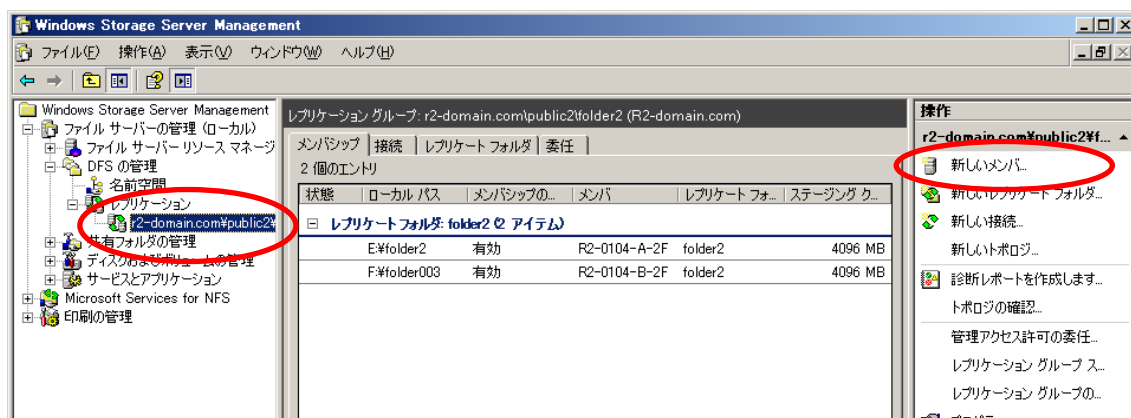 Windows Storage Server Management
ファイル(F) 操作(A) 表示(V) ウィンドウ(W) ヘルプ(H)
Windows Storage Server Management
ファイル サーバーの管理 (ローカル)
ファイル サーバー リソース マネージ
DFS の管理
名前空間
レプリケーション
r2-domain.com¥public2¥
共有フォルダの管理
ディスクおよびボリュームの管理
サービスとアプリケーション
Microsoft Services for NFS
印刷の管理
レプリケーション グループ: r2-domain.com\public2\folder2 (R2-domain.com)
メンバシップ 接続 レプリケート フォルダ 委任
2 個のエントリ
状態 ローカル パス メンバシップの... メンバ レプリケート フォ... ステージング ク...
レプリケート フォルダ: folder2 (2 アイテム)
E:¥folder2 有効 R2-0104-A-2F folder2 4096 MB
F:¥folder003 有効 R2-0104-B-2F folder2 4096 MB
操作
r2-domain.com¥public2¥f...
新しいメンバ...
新しいレプリケート フォルダ...
新しい接続...
新しいトポロジ...
診断レポートを作成します...
トポロジの確認...
管理アクセス許可の委任...
レプリケーション グループ ス...
レプリケーション グループの...